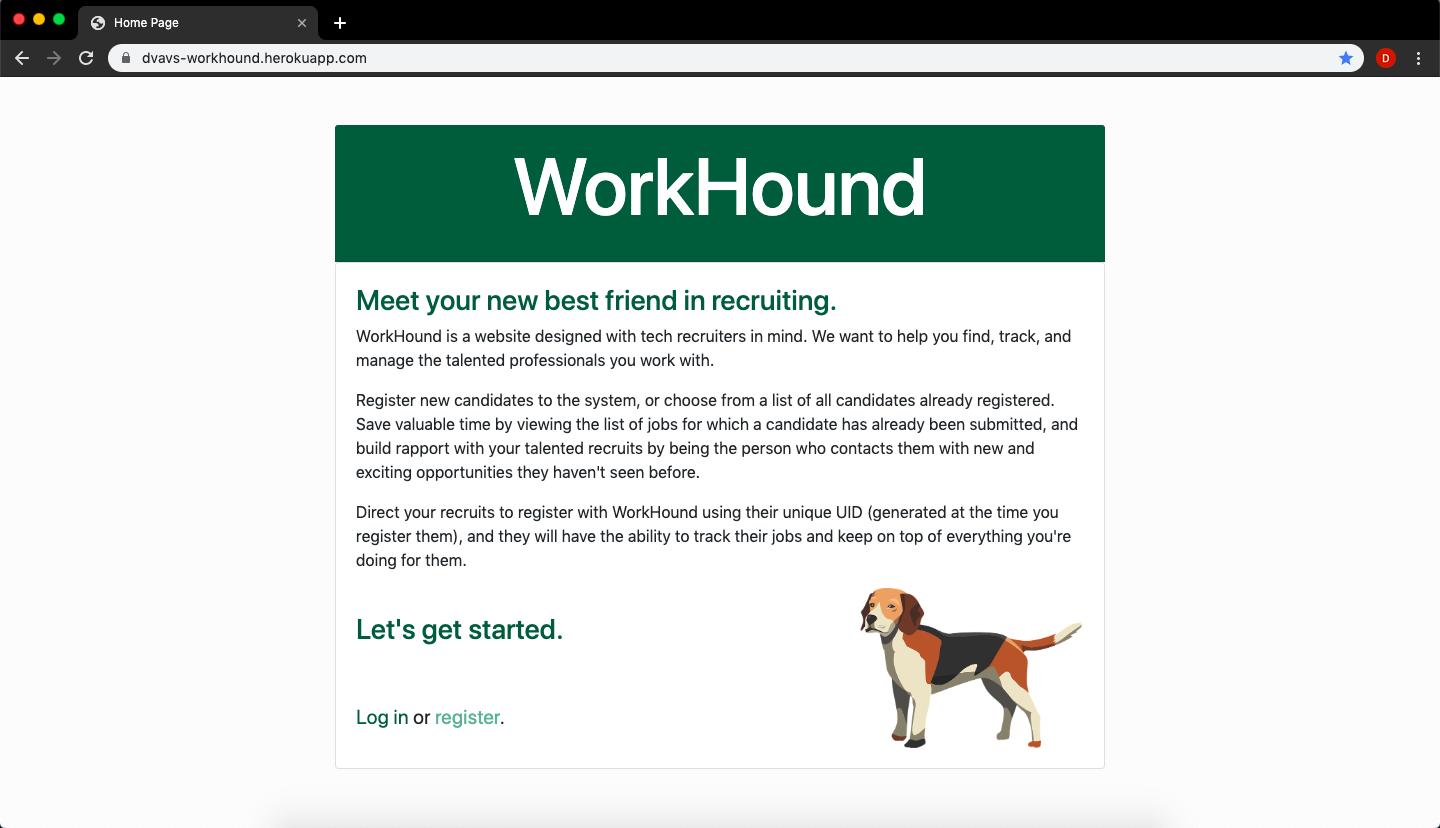 Home Page
dvavs-workhound.herokuapp.com
D
WorkHound
Meet your new best friend in recruiting.
WorkHound is a website designed with tech recruiters in mind. We want to help you find, track, and
manage the talented professionals you work with.
Register new candidates to the system, or choose from a list of all candidates already registered.
Save valuable time by viewing the list of jobs for which a candidate has already been submitted, and
build rapport with your talented recruits by being the person who contacts them with new and
exciting opportunities they haven't seen before.
Direct your recruits to register with WorkHound using their unique UID (generated at the time you
register them), and they will have the ability to track their jobs and keep on top of everything you're
doing for them.
Let's get started.
Log in or register.